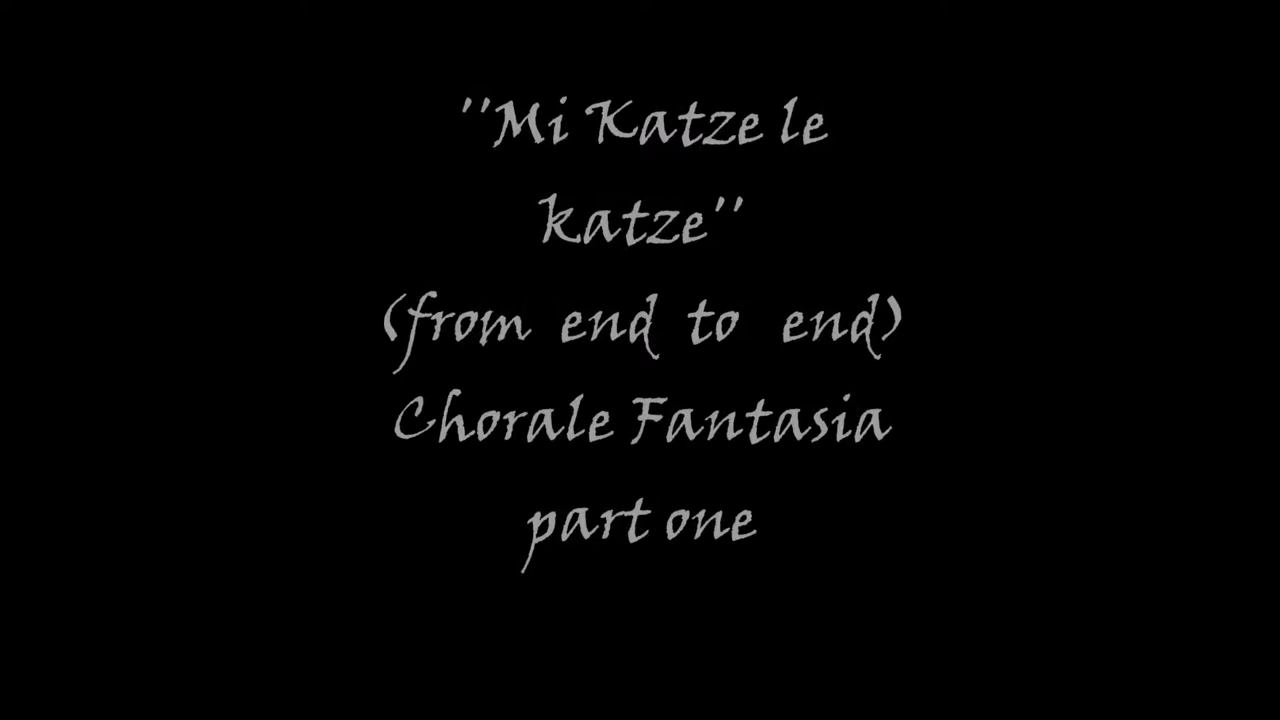 ''Mi Katze le
katze''
(from end to end)
Chorale Fantasia
part one